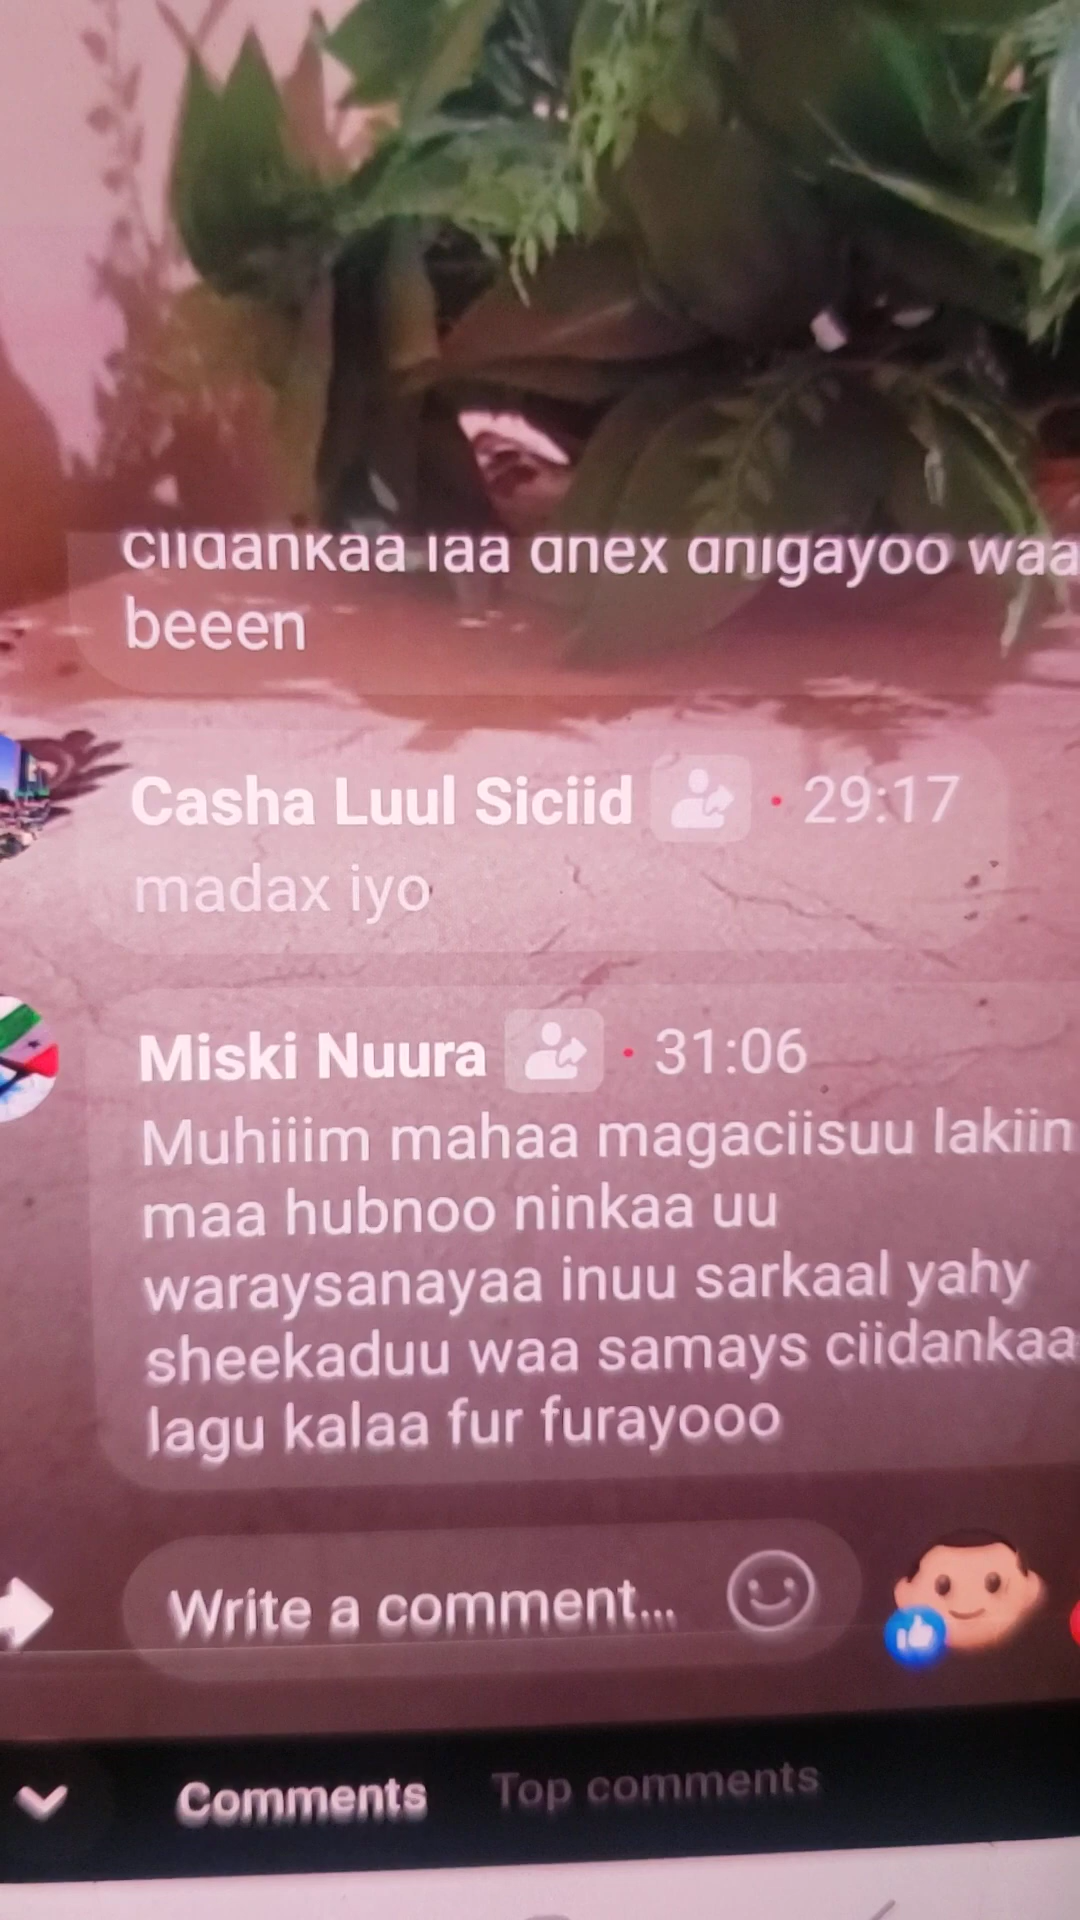 ciidankaa laa dhex dhigayoo waa
beeen
Casha Luul Siciid · 29:17
madax iyo
Miski Nuura · 31:06
Muhiiim mahaa magaciisuu lakiin
maa hubnoo ninkaa uu
waraysanayaa inuu sarkaal yahy
sheekaduu waa samays ciidankaa
lagu kalaa fur furayooo
Write a comment...
Comments Top comments